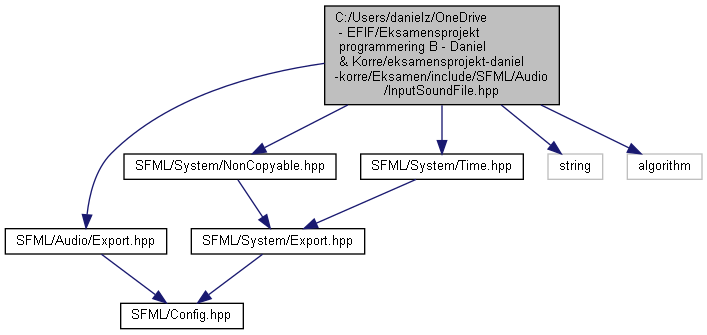 C:/Users/danielz/OneDrive
- EFIF/Eksamensprojekt
programmering B - Daniel
& Korre/eksamensprojekt-daniel
-korre/Eksamen/include/SFML/Audio
/InputSoundFile.hpp
SFML/System/NonCopyable.hpp
SFML/System/Time.hpp
string
algorithm
SFML/Audio/Export.hpp
SFML/System/Export.hpp
SFML/Config.hpp